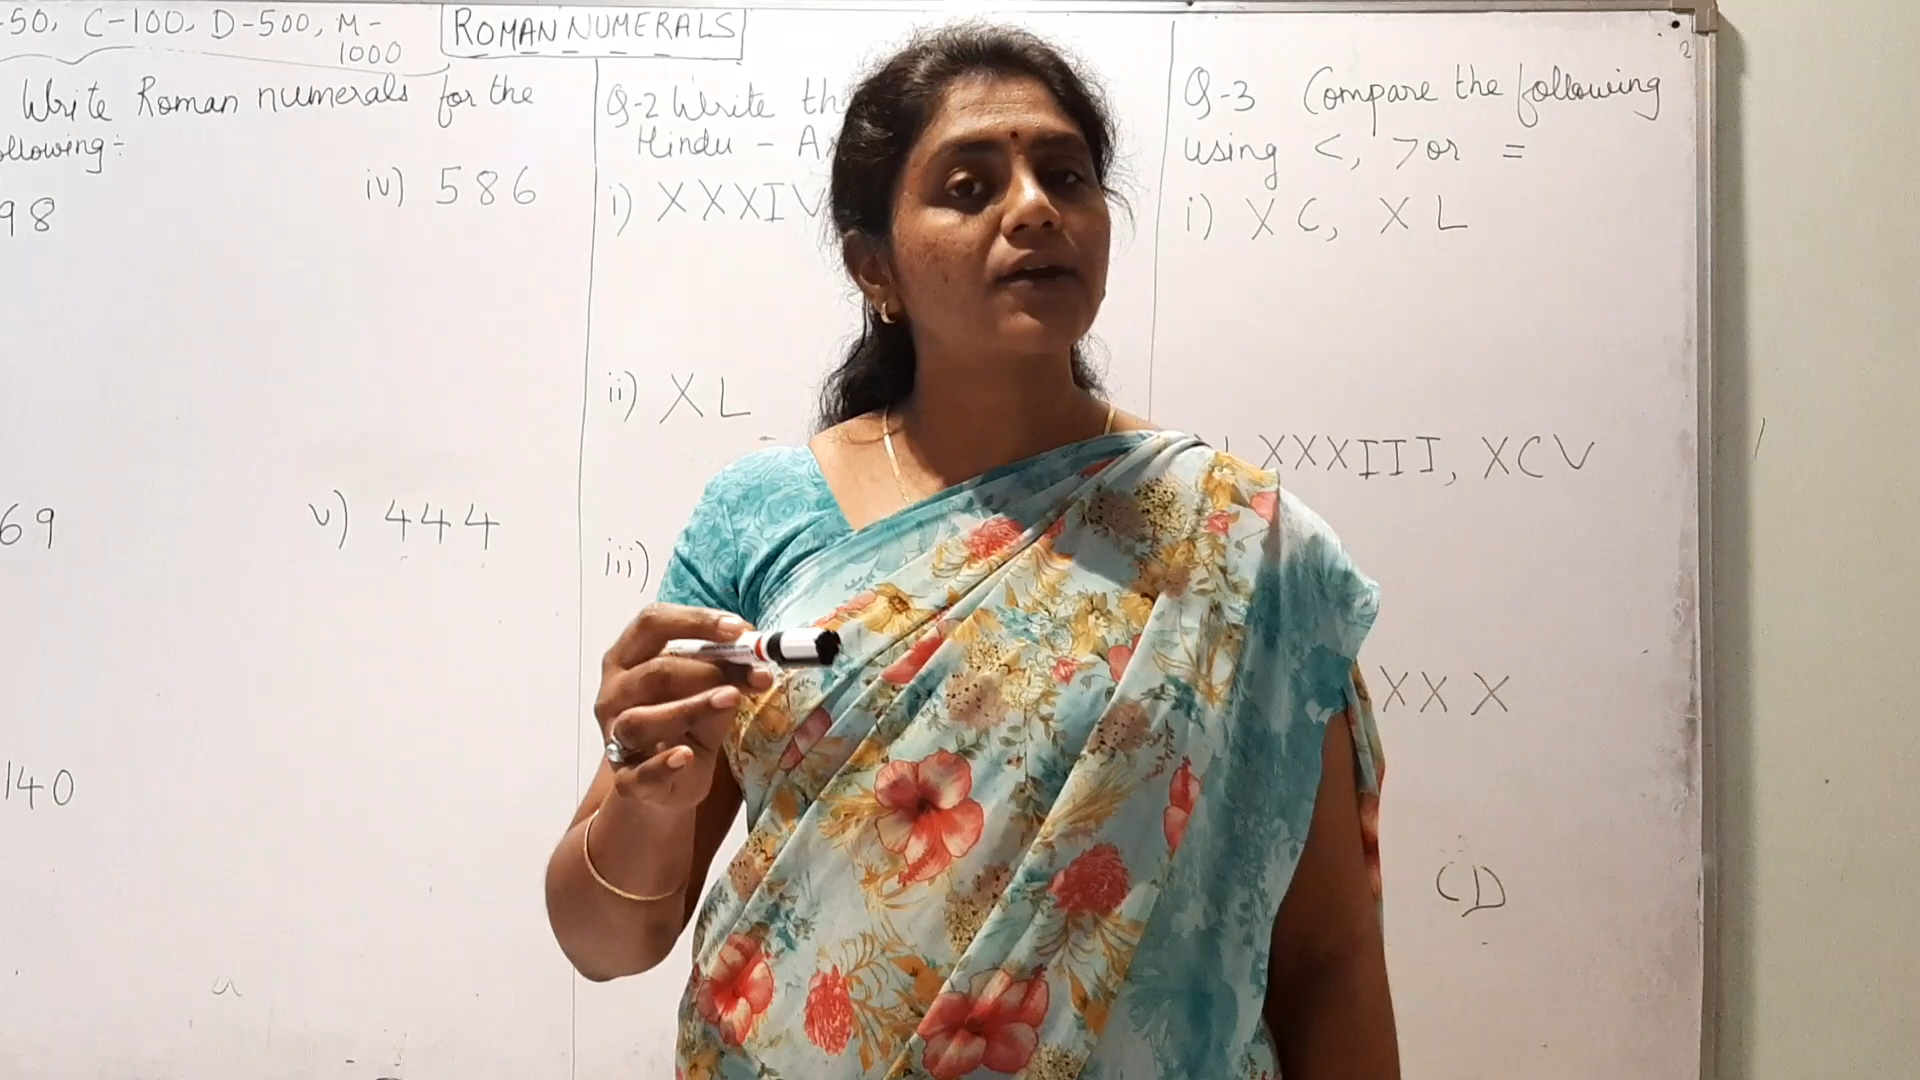 -50, C-100, D-500, M-
1000
ROMAN NUMERALS
Write Roman numerals for the
ollowing:-
98
iv) 586
69
v) 444
140
Q-2 Write th
Hindu - A
i) XXXIV
ii) XL
iii)
Q-3 Compare the following
using <, > or =
i) XC, XL
XXXIII, XCV
XXX
CD
2